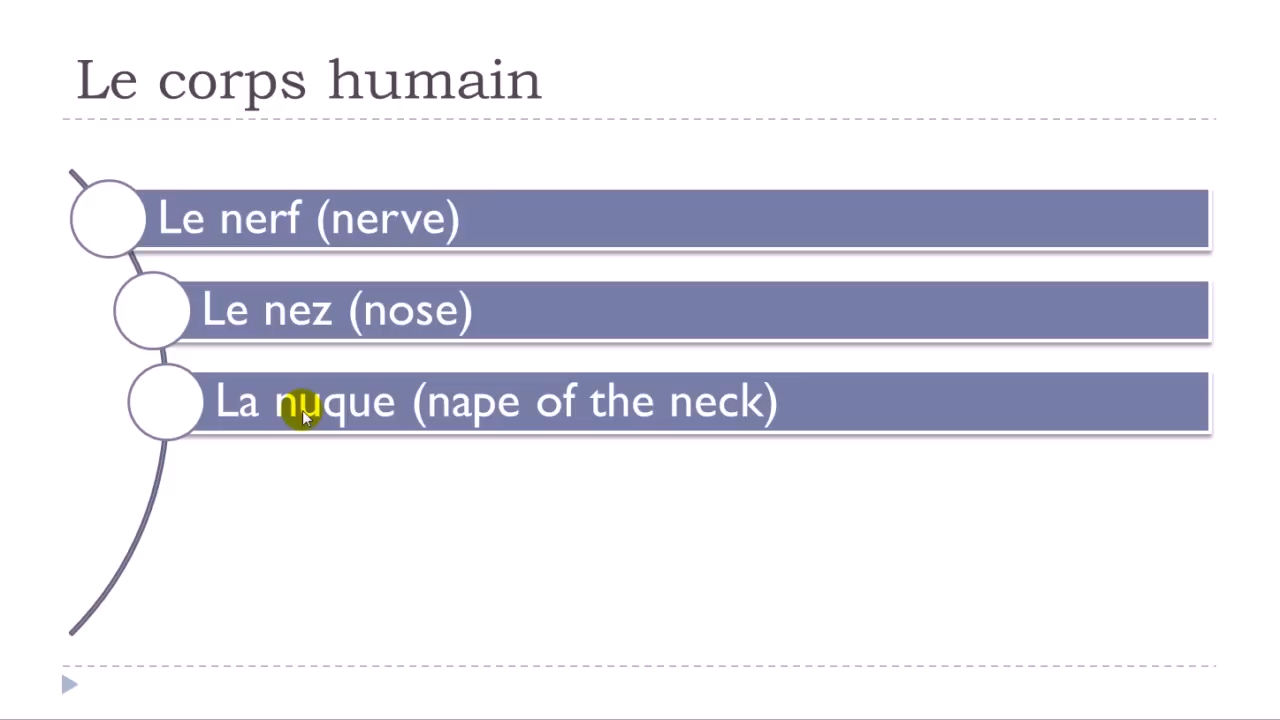 Le corps humain
Le nerf (nerve)
Le nez (nose)
La nuque (nape of the neck)